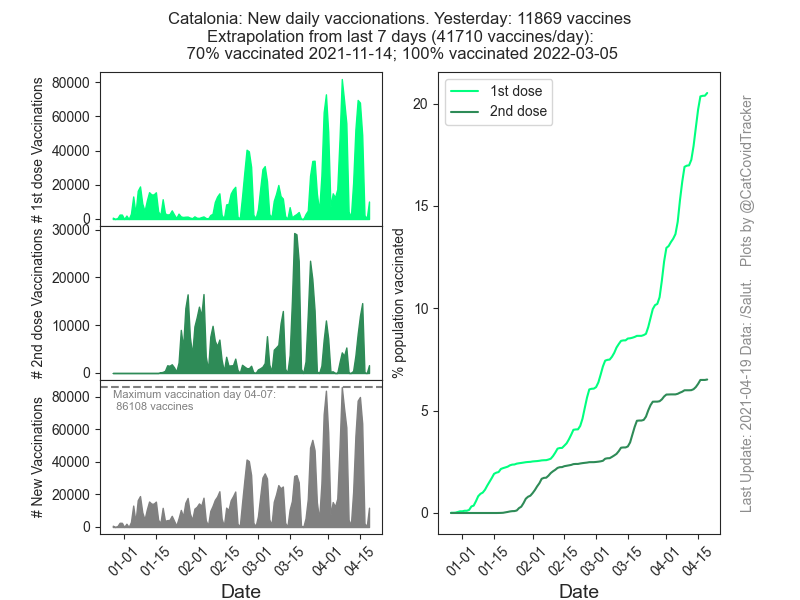 Catalonia: New daily vaccionations. Yesterday: 11869 vaccines
Extrapolation from last 7 days (41710 vaccines/day):
70% vaccinated 2021-11-14; 100% vaccinated 2022-03-05
# 1st dose Vaccinations
80000
60000
40000
20000
0
# 2nd dose Vaccinations
30000
20000
10000
0
# New Vaccinations
80000
60000
40000
20000
0
Maximum vaccination day 04-07:
86108 vaccines
01-01
01-15
02-01
02-15
03-01
03-15
04-01
04-15
Date
% population vaccinated
20
15
10
5
0
1st dose
2nd dose
01-01
01-15
02-01
02-15
03-01
03-15
04-01
04-15
Date
Last Update: 2021-04-19 Data: /Salut. Plots by @CatCovidTracker